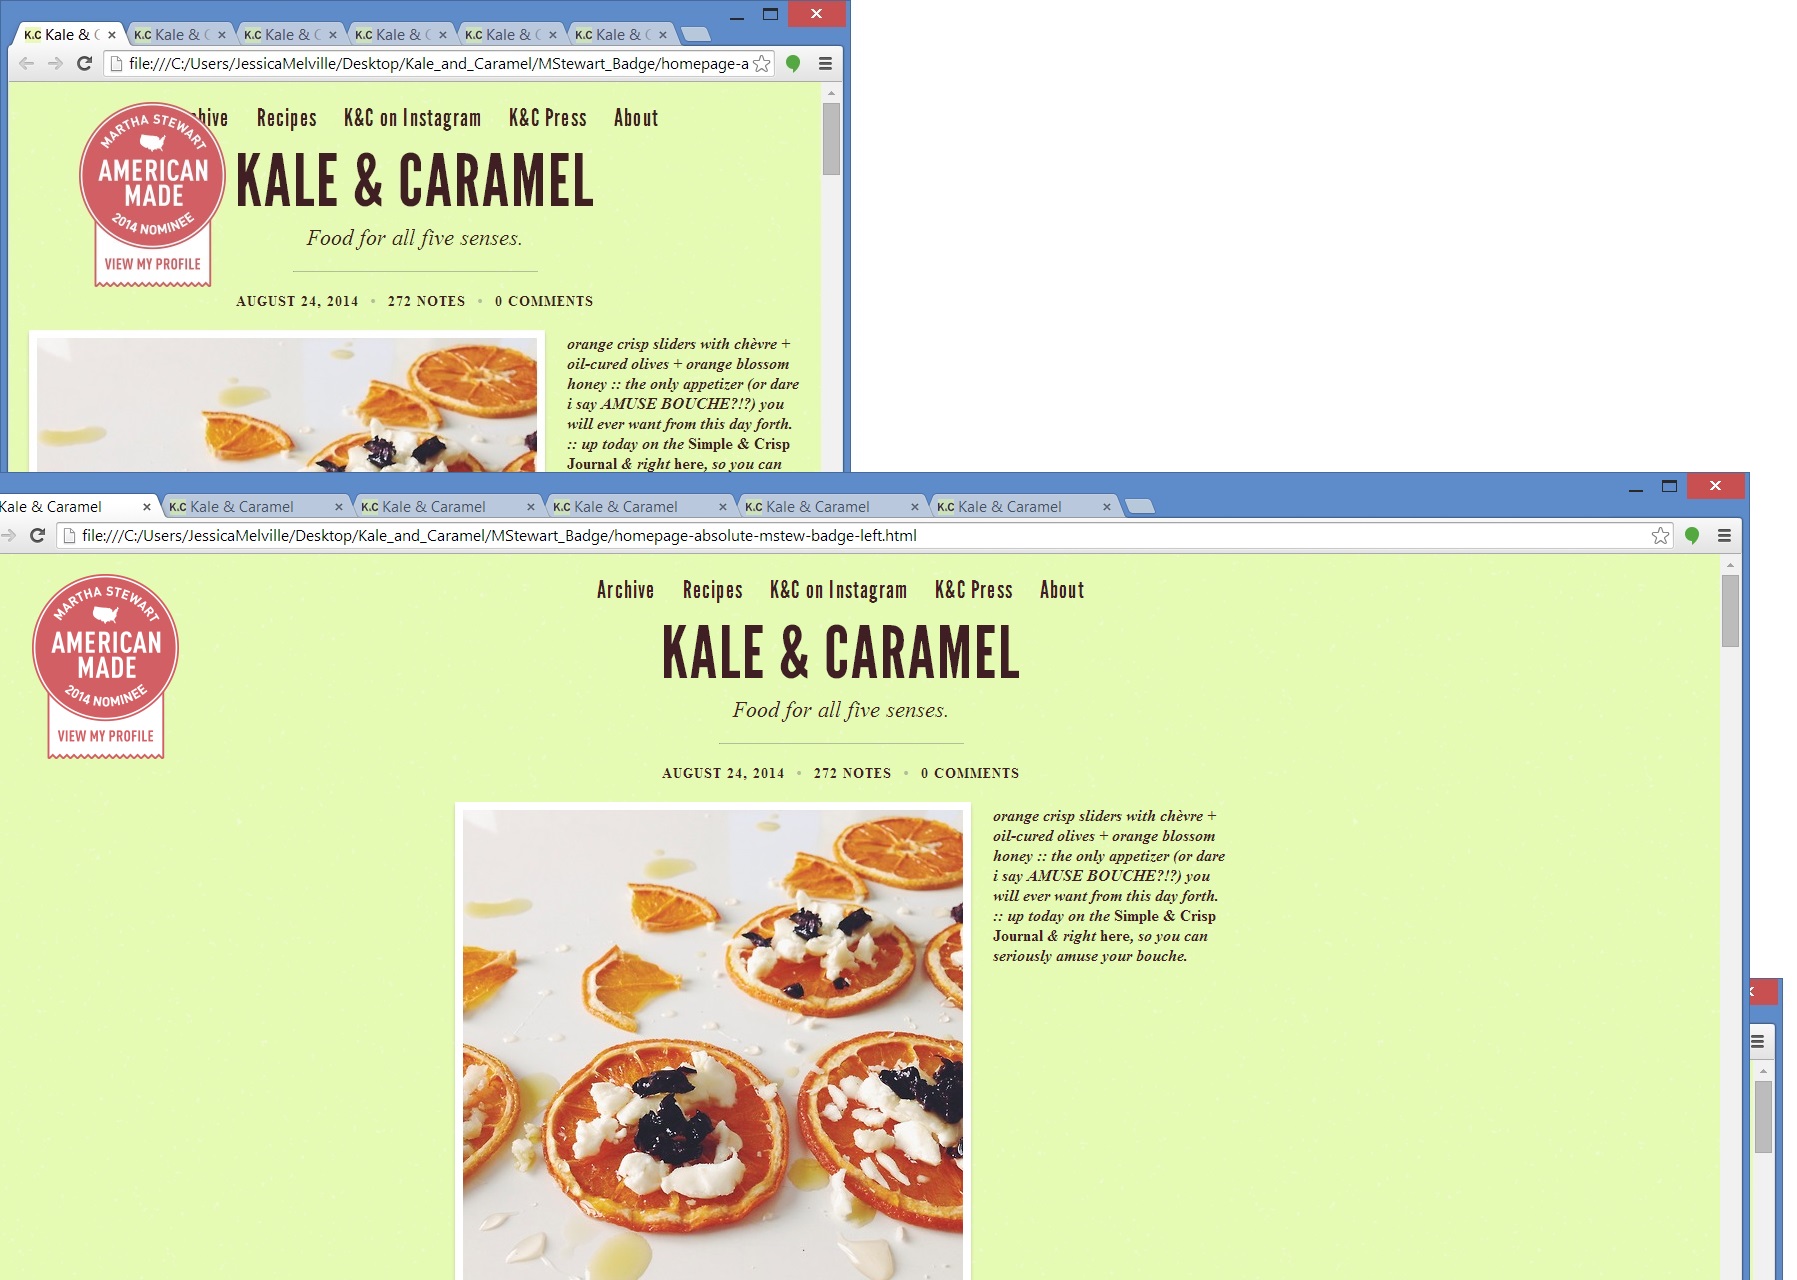 K.C Kale & C
K.C Kale & C
K.C Kale & C
K.C Kale & C
K.C Kale & C
K.C Kale & C
file:///C:/Users/JessicaMelville/Desktop/Kale_and_Caramel/MStewart_Badge/homepage-a
hive Recipes K&C on Instagram K&C Press About
MARTHA STEWART
AMERICAN
MADE
2014 NOMINEE
VIEW MY PROFILE
KALE & CARAMEL
Food for all five senses.
AUGUST 24, 2014 • 272 NOTES • 0 COMMENTS
orange crisp sliders with chèvre +
oil-cured olives + orange blossom
honey :: the only appetizer (or dare
i say AMUSE BOUCHE?!?) you
will ever want from this day forth.
:: up today on the Simple & Crisp
Journal & right here, so you can
Kale & Caramel
K.C Kale & Caramel
K.C Kale & Caramel
K.C Kale & Caramel
K.C Kale & Caramel
K.C Kale & Caramel
file:///C:/Users/JessicaMelville/Desktop/Kale_and_Caramel/MStewart_Badge/homepage-absolute-mstew-badge-left.html
Archive Recipes K&C on Instagram K&C Press About
MARTHA STEWART
AMERICAN
MADE
2014 NOMINEE
VIEW MY PROFILE
KALE & CARAMEL
Food for all five senses.
AUGUST 24, 2014 • 272 NOTES • 0 COMMENTS
orange crisp sliders with chèvre +
oil-cured olives + orange blossom
honey :: the only appetizer (or dare
i say AMUSE BOUCHE?!?) you
will ever want from this day forth.
:: up today on the Simple & Crisp
Journal & right here, so you can
seriously amuse your bouche.